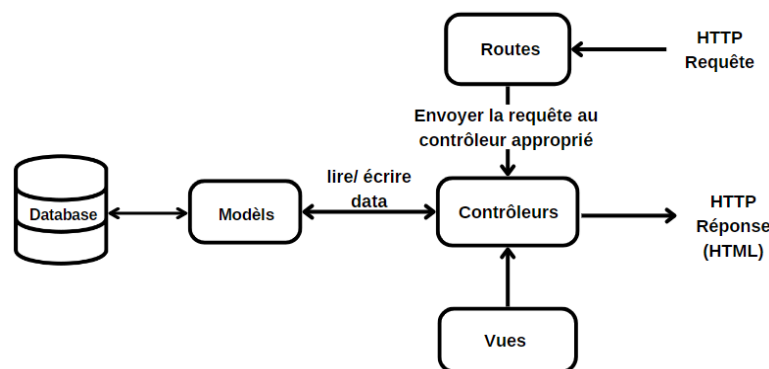 Routes
HTTP
Requête
Envoyer la requête au
contrôleur approprié
Database
Modèls
lire/ écrire
data
Contrôleurs
HTTP
Réponse
(HTML)
Vues